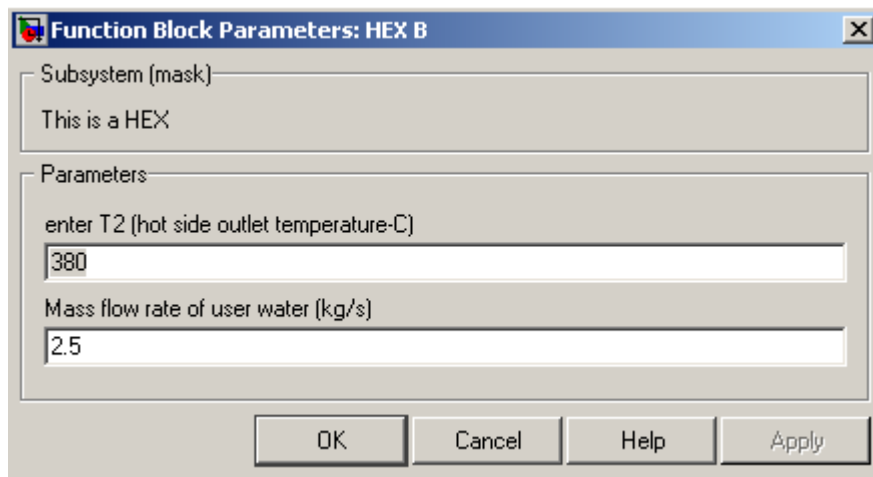 Function Block Parameters: HEX B
Subsystem (mask)
This is a HEX
Parameters
enter T2 (hot side outlet temperature-C)
380
Mass flow rate of user water (kg/s)
2.5
OK Cancel Help Apply